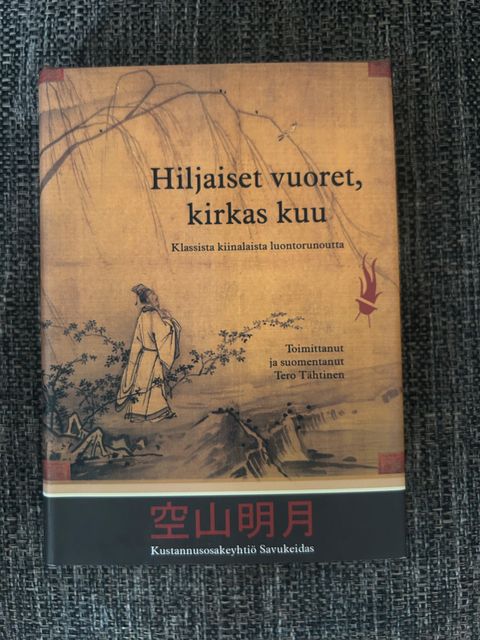 Hiljaiset vuoret,
kirkas kuu
Klassista kiinalaista luontorunoutta
Toimittanut
ja suomentanut
Tero Tähtinen
空山明月
Kustannusosakeyhtiö Savukeidas